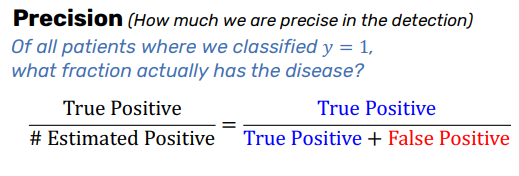 Precision (How much we are precise in the detection)
Of all patients where we classified y = 1,
what fraction actually has the disease?
True Positive
# Estimated Positive
=
True Positive
True Positive + False Positive